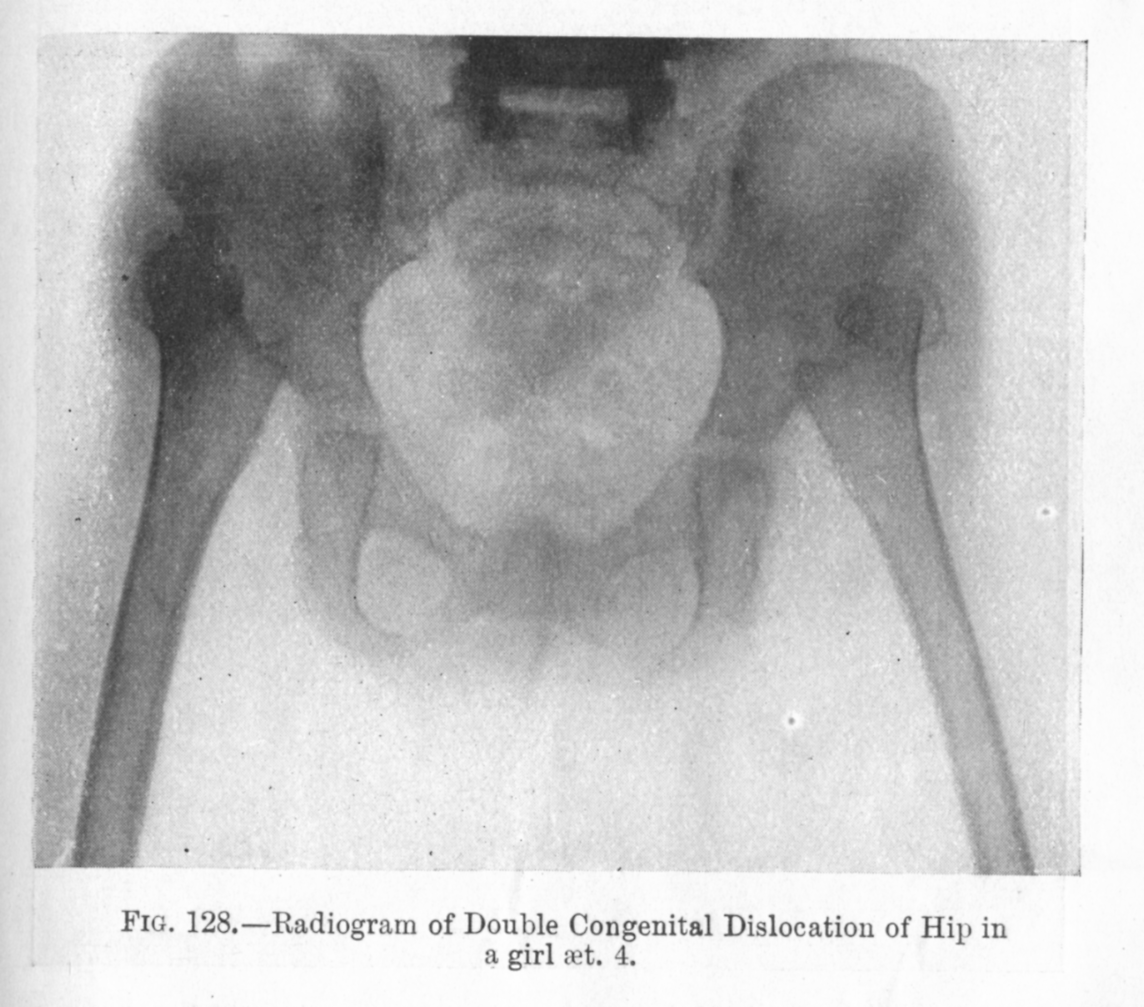 Fig. 128.—Radiogram of Double Congenital Dislocation of Hip in
a girl æt. 4.